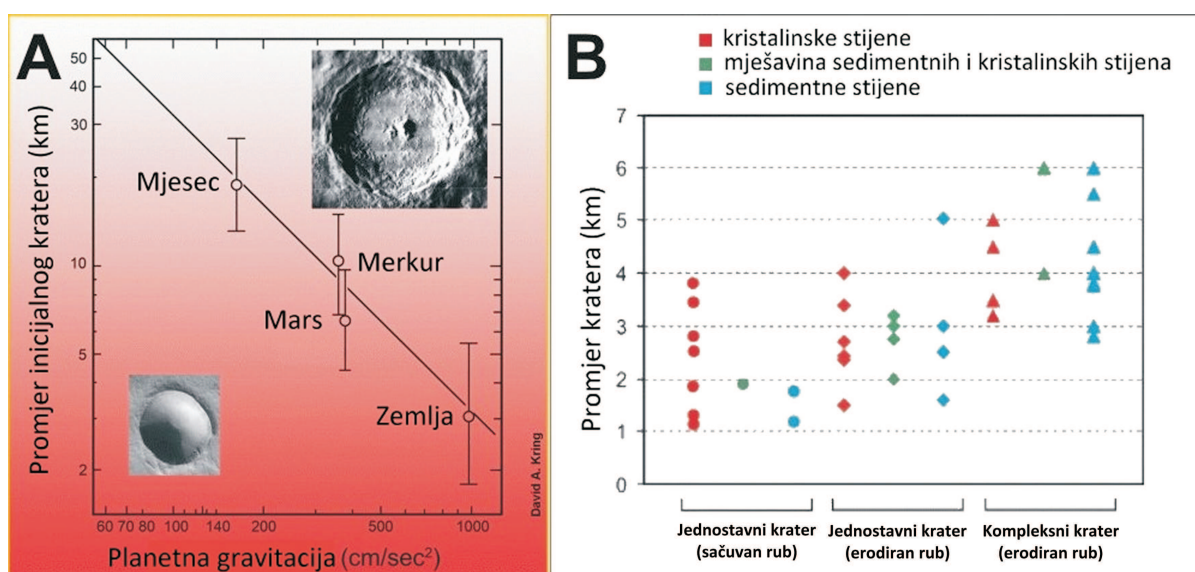 A
Promjer inicijalnog kratera (km)
50
40
30
10
5
2
Mjesec
Merkur
Mars
Zemlja
David A. Kring
60 70 80 100 120 140 200 500 1000
Planetna gravitacija (cm/sec²)
B
kristalinske stijene
mješavina sedimentnih i kristalinskih stijena
sedimentne stijene
Promjer kratera (km)
7
6
5
4
3
2
1
0
Jednostavni krater
(sačuvan rub)
Jednostavni krater
(erodiran rub)
Kompleksni krater
(erodiran rub)